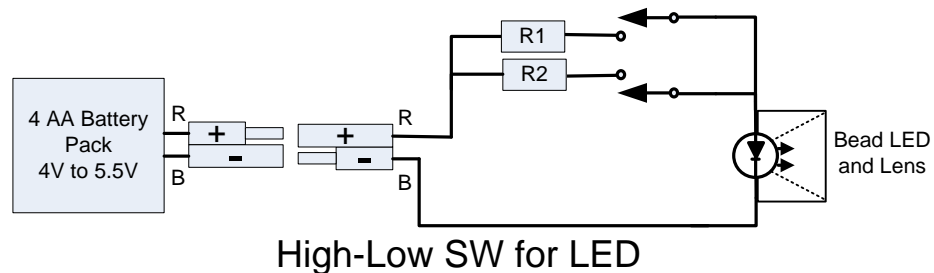 4 AA Battery
Pack
4V to 5.5V
R
B
+
-
+
-
R
B
R1
R2
Bead LED
and Lens
High-Low SW for LED